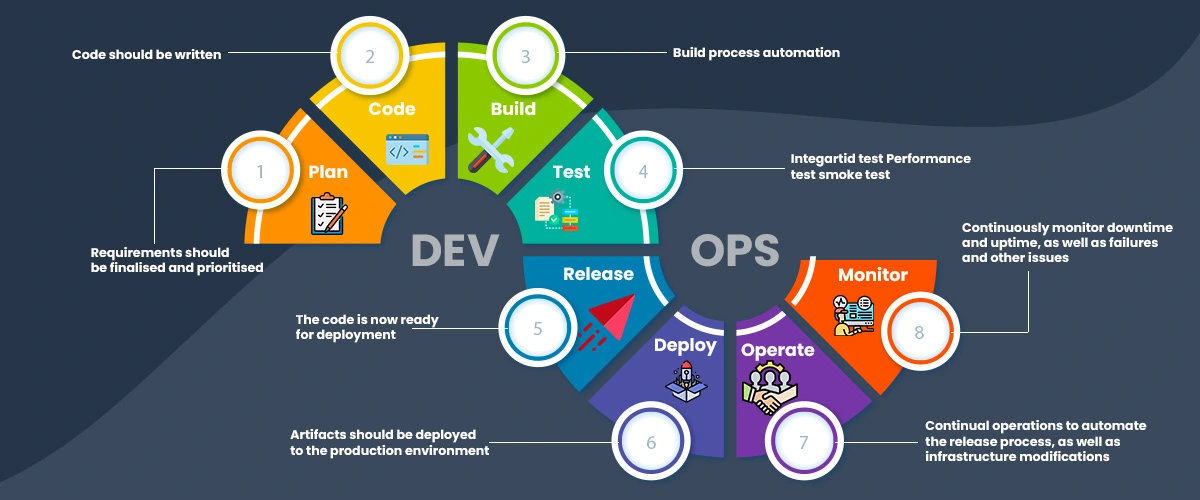 Code should be written
2
Code
3
Build
Build process automation
1
Plan
Requirements should
be finalised and prioritised
4
Test
Integartid test Performance
test smoke test
DEV
OPS
5
Release
The code is now ready
for deployment
6
Deploy
Artifacts should be deployed
to the production environment
7
Operate
Continual operations to automate
the release process, as well as
infrastructure modifications
8
Monitor
Continuously monitor downtime
and uptime, as well as failures
and other issues